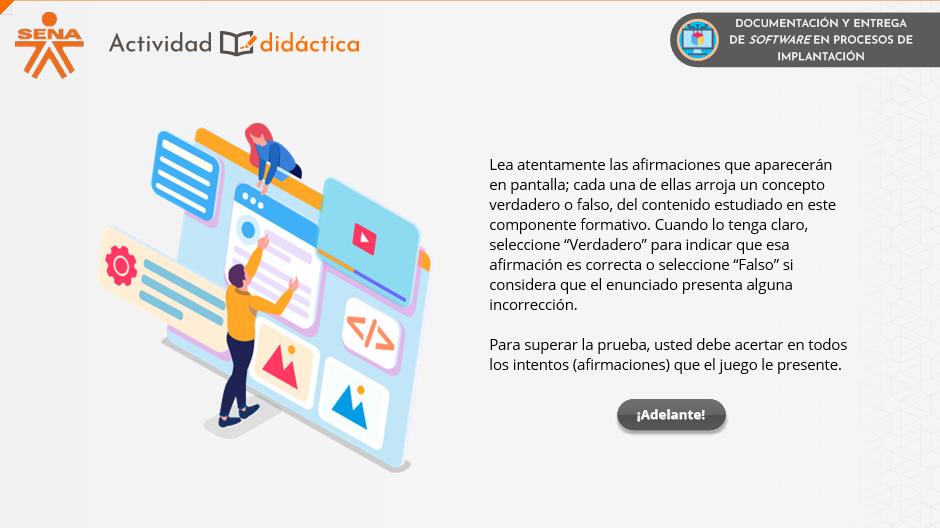 SENA
Actividad didáctica
DOCUMENTACIÓN Y ENTREGA
DE SOFTWARE EN PROCESOS DE
IMPLANTACIÓN
Lea atentamente las afirmaciones que aparecerán
en pantalla; cada una de ellas arroja un concepto
verdadero o falso, del contenido estudiado en este
componente formativo. Cuando lo tenga claro,
seleccione “Verdadero” para indicar que esa
afirmación es correcta o seleccione “Falso” si
considera que el enunciado presenta alguna
incorrección.
Para superar la prueba, usted debe acertar en todos
los intentos (afirmaciones) que el juego le presente.
</>
¡Adelante!